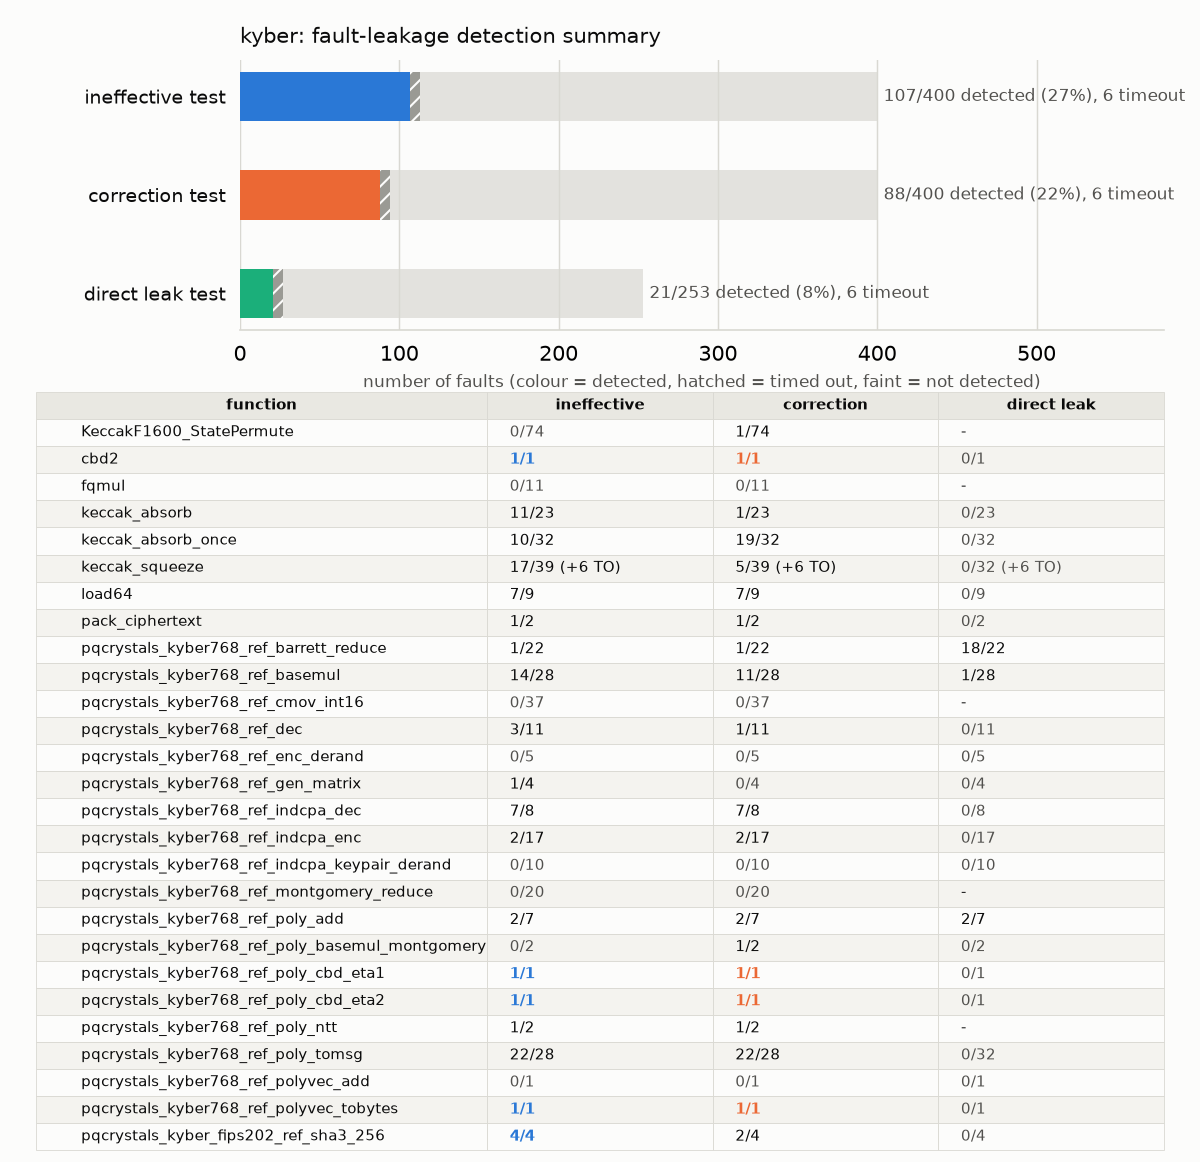 kyber: fault-leakage detection summary
ineffective test
107/400 detected (27%), 6 timeout
correction test
88/400 detected (22%), 6 timeout
direct leak test
21/253 detected (8%), 6 timeout
0 100 200 300 400 500
number of faults (colour = detected, hatched = timed out, faint = not detected)
function ineffective correction direct leak
KeccakF1600_StatePermute 0/74 1/74 -
cbd2 1/1 1/1 0/1
fqmul 0/11 0/11 -
keccak_absorb 11/23 1/23 0/23
keccak_absorb_once 10/32 19/32 0/32
keccak_squeeze 17/39 (+6 TO) 5/39 (+6 TO) 0/32 (+6 TO)
load64 7/9 7/9 0/9
pack_ciphertext 1/2 1/2 0/2
pqcrystals_kyber768_ref_barrett_reduce 1/22 1/22 18/22
pqcrystals_kyber768_ref_basemul 14/28 11/28 1/28
pqcrystals_kyber768_ref_cmov_int16 0/37 0/37 -
pqcrystals_kyber768_ref_dec 3/11 1/11 0/11
pqcrystals_kyber768_ref_enc_derand 0/5 0/5 0/5
pqcrystals_kyber768_ref_gen_matrix 1/4 0/4 0/4
pqcrystals_kyber768_ref_indcpa_dec 7/8 7/8 0/8
pqcrystals_kyber768_ref_indcpa_enc 2/17 2/17 0/17
pqcrystals_kyber768_ref_indcpa_keypair_derand 0/10 0/10 0/10
pqcrystals_kyber768_ref_montgomery_reduce 0/20 0/20 -
pqcrystals_kyber768_ref_poly_add 2/7 2/7 2/7
pqcrystals_kyber768_ref_poly_basemul_montgomery 0/2 1/2 0/2
pqcrystals_kyber768_ref_poly_cbd_eta1 1/1 1/1 0/1
pqcrystals_kyber768_ref_poly_cbd_eta2 1/1 1/1 0/1
pqcrystals_kyber768_ref_poly_ntt 1/2 1/2 -
pqcrystals_kyber768_ref_poly_tomsg 22/28 22/28 0/32
pqcrystals_kyber768_ref_polyvec_add 0/1 0/1 0/1
pqcrystals_kyber768_ref_polyvec_tobytes 1/1 1/1 0/1
pqcrystals_kyber_fips202_ref_sha3_256 4/4 2/4 0/4